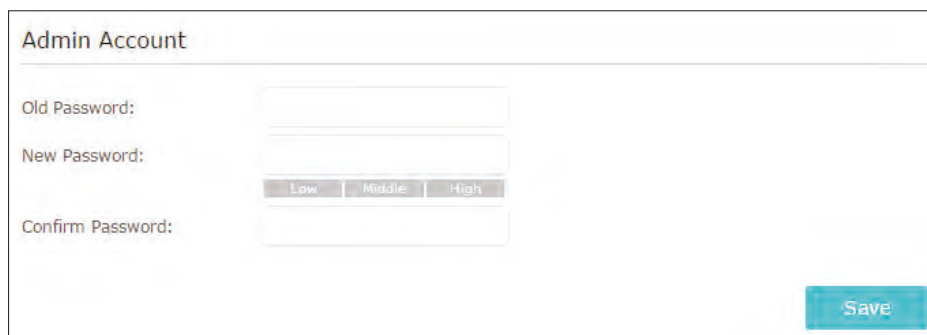 Admin Account
Old Password:
New Password:
Low Middle High
Confirm Password:
Save